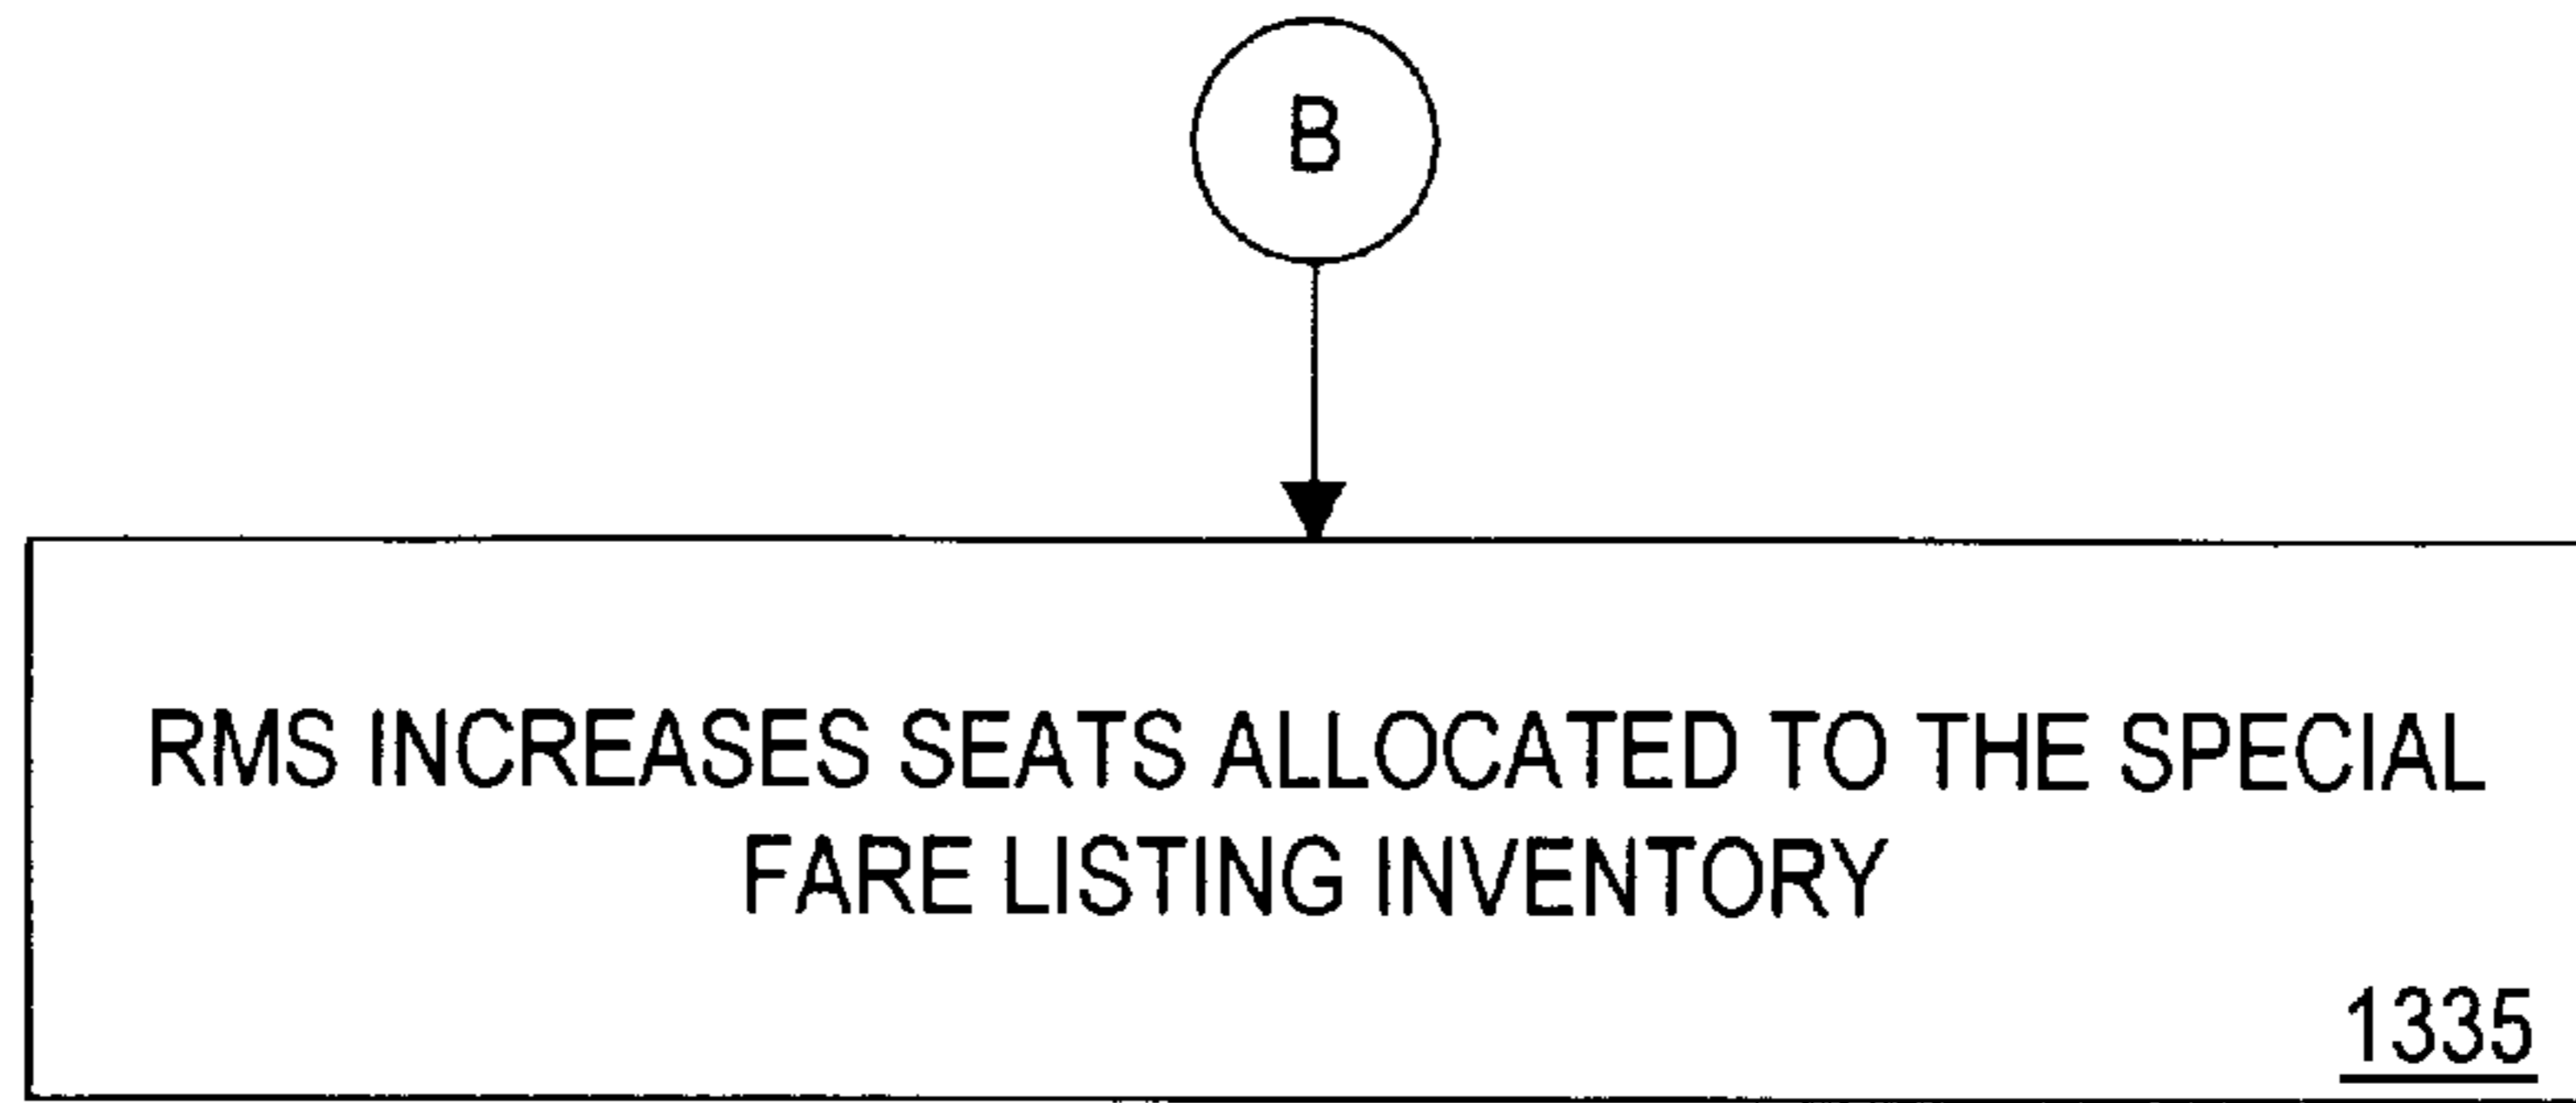 B
RMS INCREASES SEATS ALLOCATED TO THE SPECIAL
FARE LISTING INVENTORY
1335